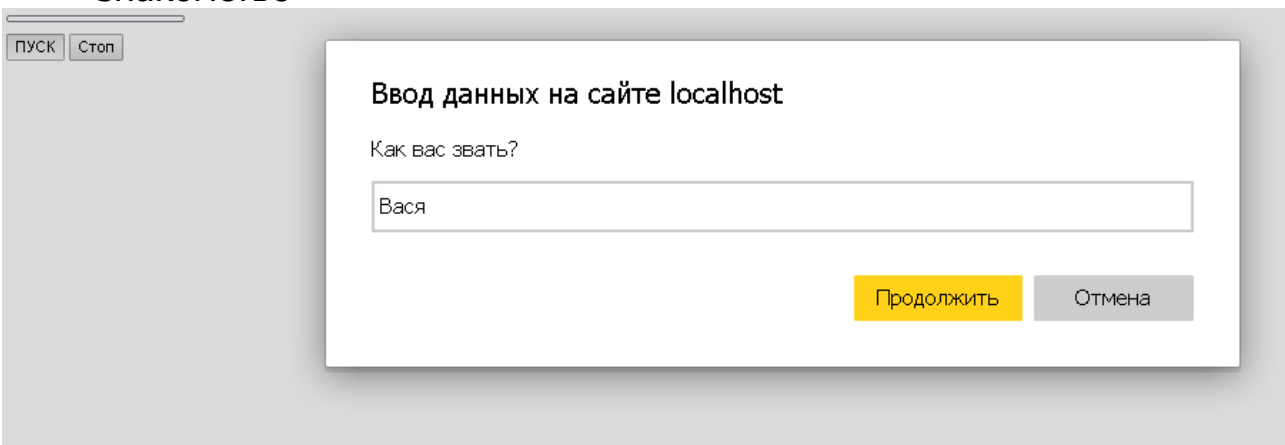 ПУСК Стоп
Ввод данных на сайте localhost
Как вас звать?
Вася
Продолжить Отмена